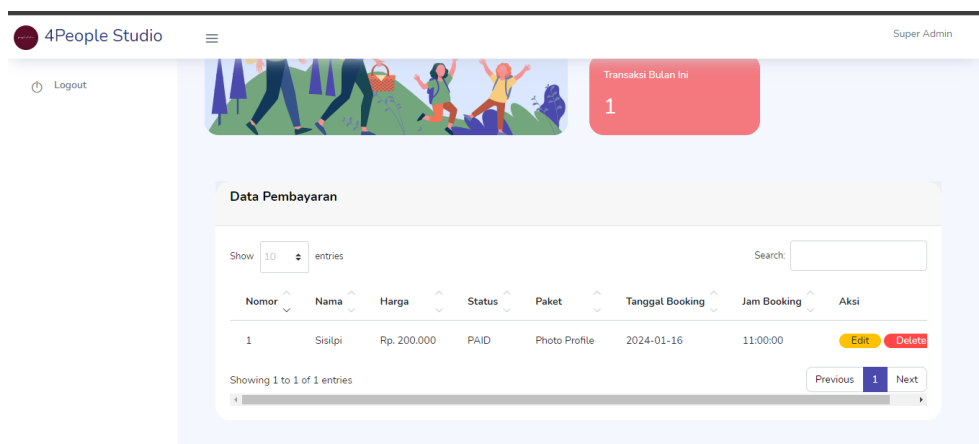 4People Studio
Super Admin
Logout
Transaksi Bulan Ini
1
Data Pembayaran
Show 10 entries
Search:
Nomor Nama Harga Status Paket Tanggal Booking Jam Booking Aksi
1 Sisilpi Rp. 200.000 PAID Photo Profile 2024-01-16 11:00:00 Edit Delete
Showing 1 to 1 of 1 entries
Previous 1 Next